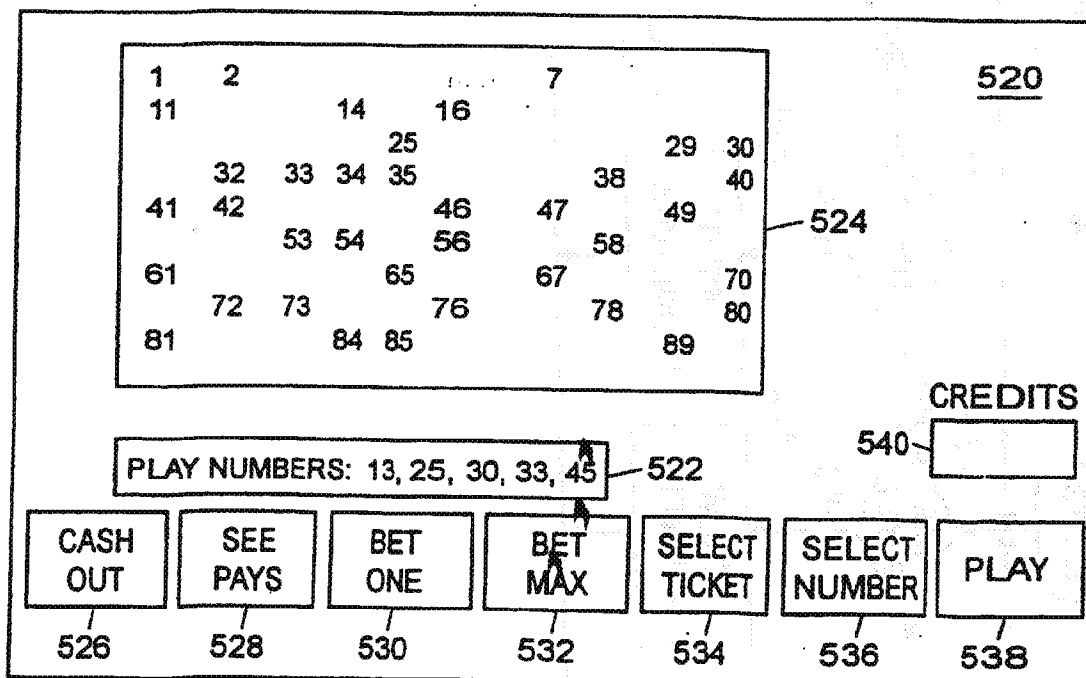 1 2 7 520
11 14 16
25 29 30
32 33 34 35 38 40
41 42 46 47 49
524
53 54 56 58
61 65 67 70
72 73 76 78 80
81 84 85 89
CREDITS
540
PLAY NUMBERS: 13, 25, 30, 33, 45 522
CASH OUT SEE PAYS BET ONE BET MAX SELECT TICKET SELECT NUMBER PLAY
526 528 530 532 534 536 538